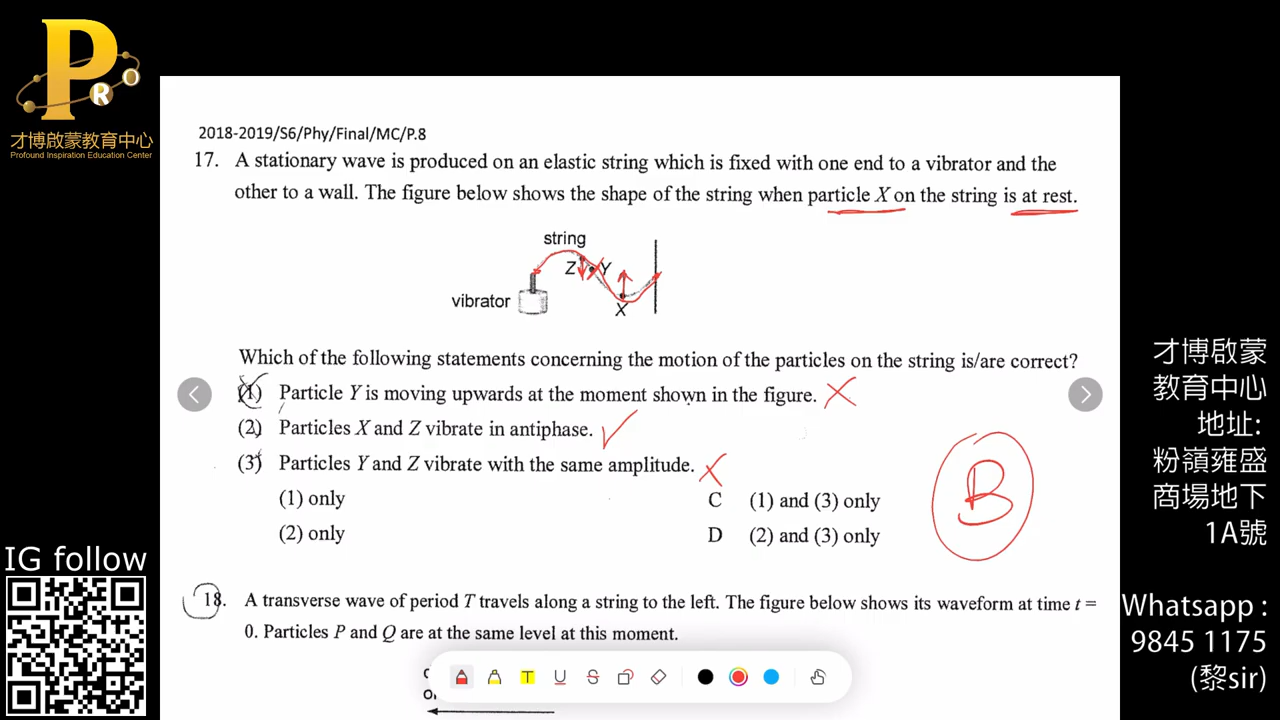 PRO
才博啟蒙教育中心
Profound Inspiration Education Center
2018-2019/S6/Phy/Final/MC/P.8
17. A stationary wave is produced on an elastic string which is fixed with one end to a vibrator and the
other to a wall. The figure below shows the shape of the string when particle X on the string is at rest.
string
Z Y
vibrator
X
Which of the following statements concerning the motion of the particles on the string is/are correct?
(1) Particle Y is moving upwards at the moment shown in the figure.
(2) Particles X and Z vibrate in antiphase.
(3) Particles Y and Z vibrate with the same amplitude.
(1) only C (1) and (3) only
(2) only D (2) and (3) only
B
18. A transverse wave of period T travels along a string to the left. The figure below shows its waveform at time t =
0. Particles P and Q are at the same level at this moment.
T U S
IG follow
才博啟蒙
教育中心
地址:
粉嶺雍盛
商場地下
1A號
Whatsapp :
9845 1175
(黎sir)